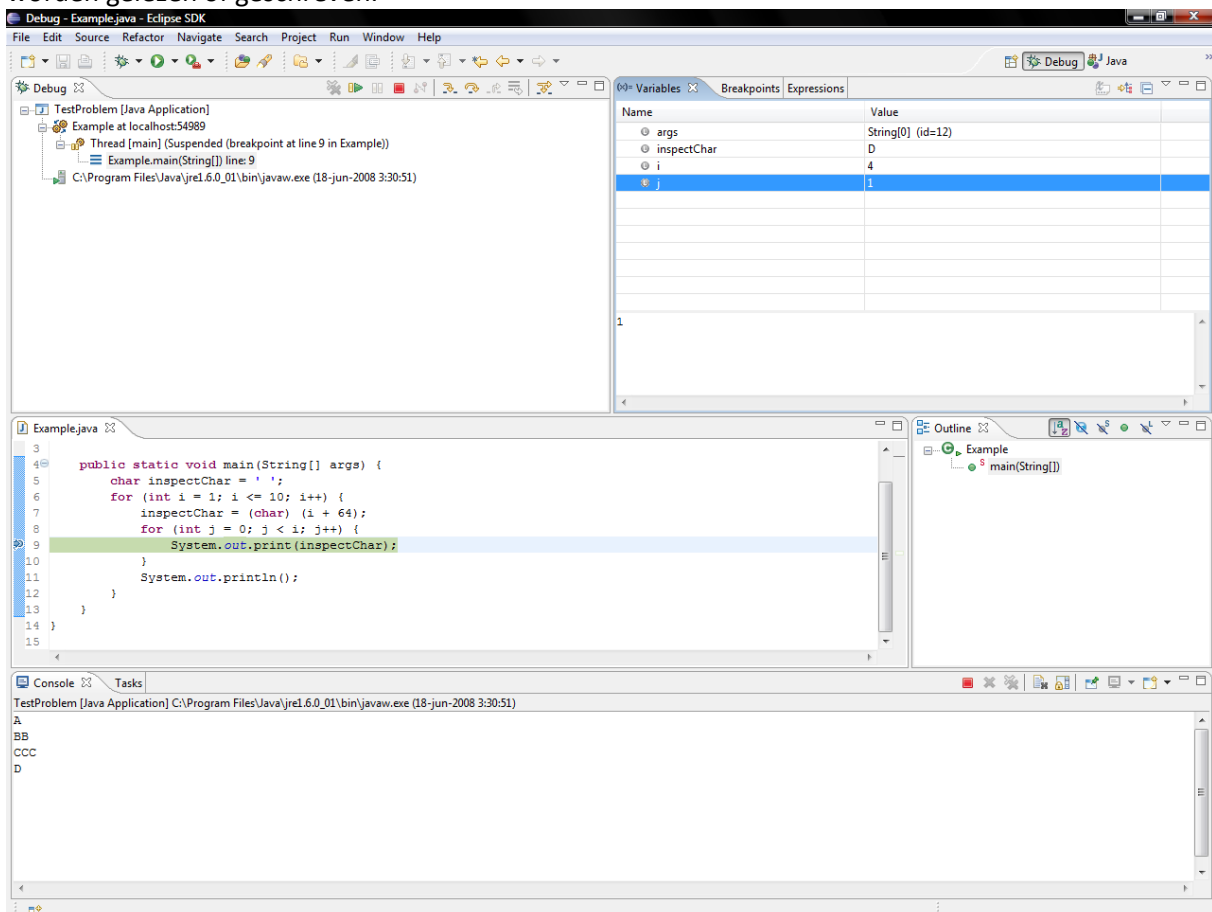 worden gelezen of geschreven.
Debug - Example.java - Eclipse SDK
File Edit Source Refactor Navigate Search Project Run Window Help
Debug Java
Debug
TestProblem [Java Application]
Example at localhost:54989
Thread [main] (Suspended (breakpoint at line 9 in Example))
Example.main(String[]) line: 9
C:\Program Files\Java\jre1.6.0_01\bin\javaw.exe (18-jun-2008 3:30:51)
(x)= Variables Breakpoints Expressions
Name Value
args String[0] (id=12)
inspectChar D
i 4
j 1
1
Example.java
3
4 public static void main(String[] args) {
5 char inspectChar = ' ';
6 for (int i = 1; i <= 10; i++) {
7 inspectChar = (char) (i + 64);
8 for (int j = 0; j < i; j++) {
9 System.out.print(inspectChar);
10 }
11 System.out.println();
12 }
13 }
14 }
15
Outline
Example
S main(String[])
Console Tasks
TestProblem [Java Application] C:\Program Files\Java\jre1.6.0_01\bin\javaw.exe (18-jun-2008 3:30:51)
A
BB
CCC
D